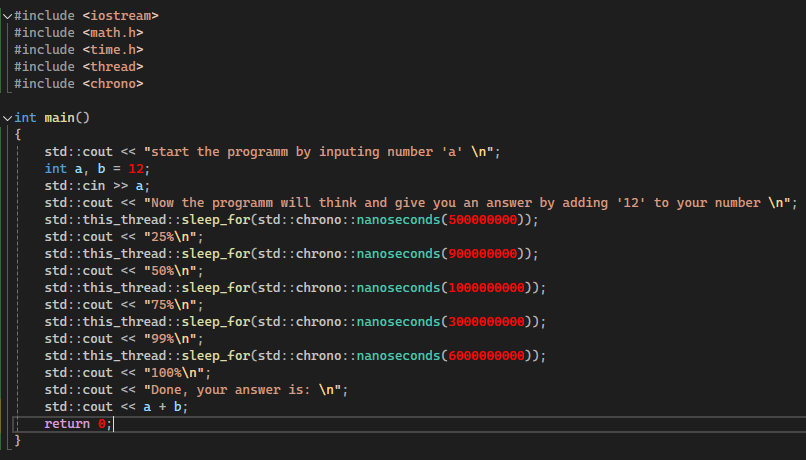 #include <iostream>
#include <math.h>
#include <time.h>
#include <thread>
#include <chrono>
int main()
{
std::cout << "start the programm by inputing number 'a' \n";
int a, b = 12;
std::cin >> a;
std::cout << "Now the programm will think and give you an answer by adding '12' to your number \n";
std::this_thread::sleep_for(std::chrono::nanoseconds(500000000));
std::cout << "25%\n";
std::this_thread::sleep_for(std::chrono::nanoseconds(900000000));
std::cout << "50%\n";
std::this_thread::sleep_for(std::chrono::nanoseconds(1000000000));
std::cout << "75%\n";
std::this_thread::sleep_for(std::chrono::nanoseconds(3000000000));
std::cout << "99%\n";
std::this_thread::sleep_for(std::chrono::nanoseconds(6000000000));
std::cout << "100%\n";
std::cout << "Done, your answer is: \n";
std::cout << a + b;
return 0;
}